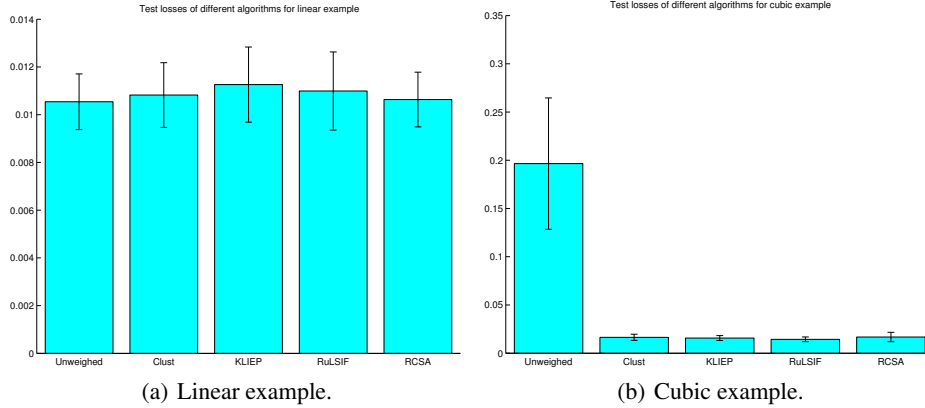 Test losses of different algorithms for linear example
0.014
0.012
0.01
0.008
0.006
0.004
0.002
0
Unweighed Clust KLIEP RuLSIF RCSA
(a) Linear example.
Test losses of different algorithms for cubic example
0.35
0.3
0.25
0.2
0.15
0.1
0.05
0
Unweighed Clust KLIEP RuLSIF RCSA
(b) Cubic example.